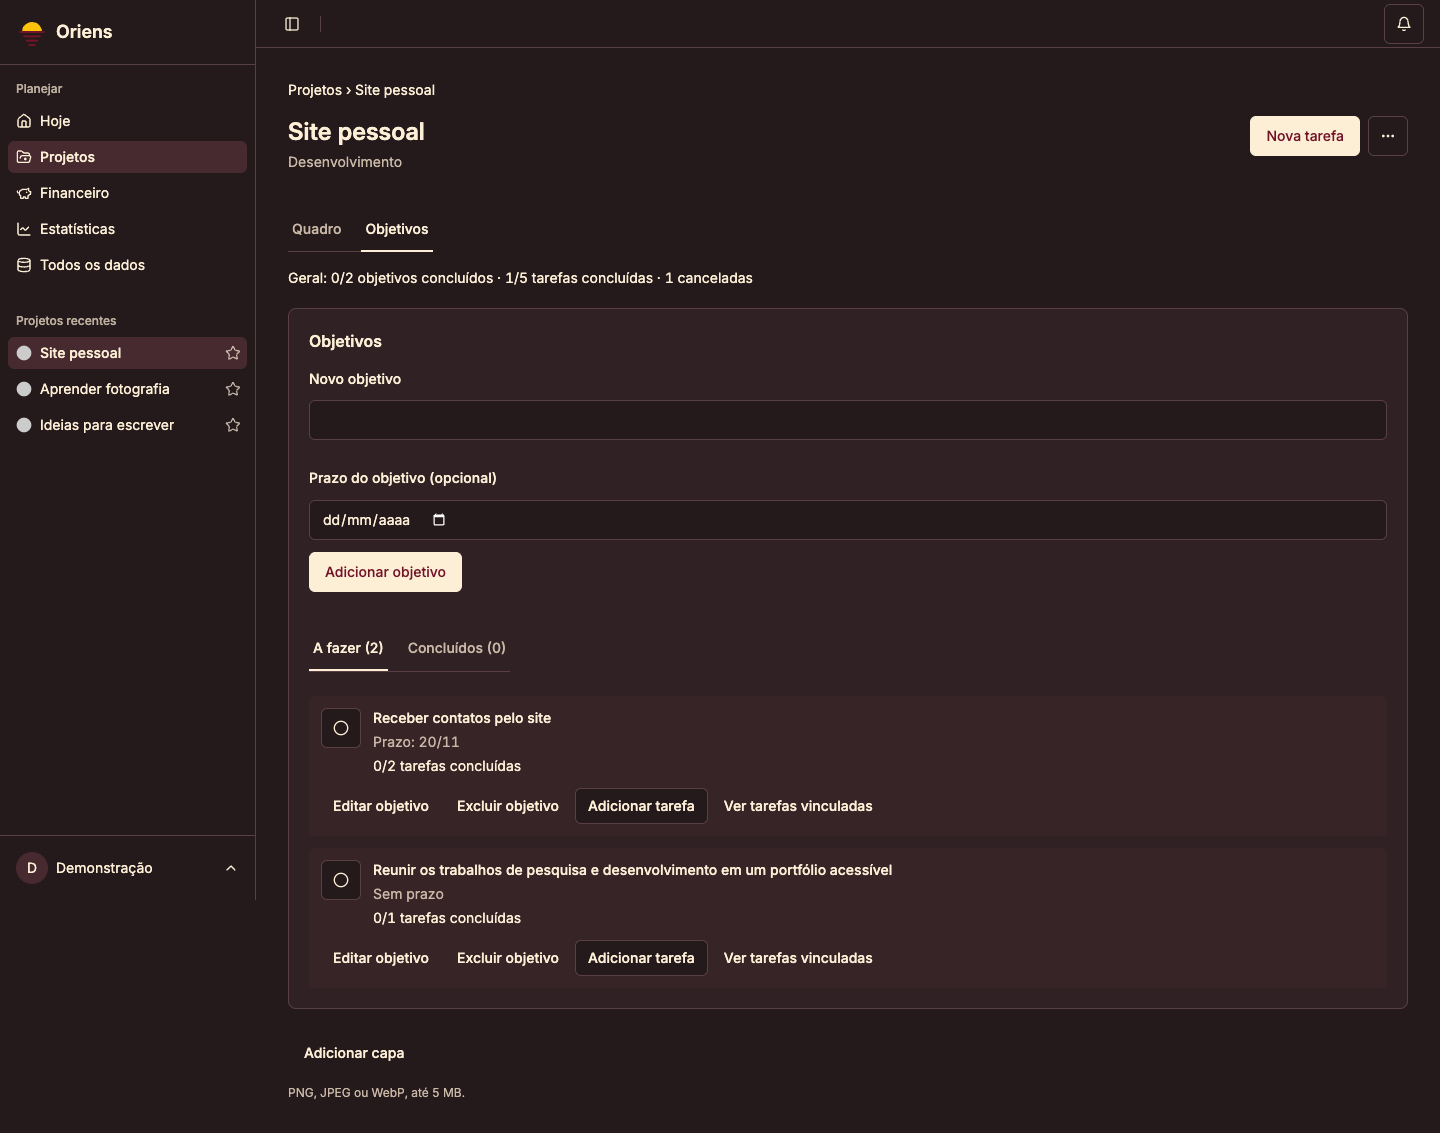 Oriens
Planejar
Hoje
Projetos
Financeiro
Estatísticas
Todos os dados
Projetos recentes
Site pessoal
Aprender fotografia
Ideias para escrever
D Demonstração
Projetos › Site pessoal
Site pessoal
Desenvolvimento
Nova tarefa
Quadro Objetivos
Geral: 0/2 objetivos concluídos · 1/5 tarefas concluídas · 1 canceladas
Objetivos
Novo objetivo
Prazo do objetivo (opcional)
dd/mm/aaaa
Adicionar objetivo
A fazer (2) Concluídos (0)
Receber contatos pelo site
Prazo: 20/11
0/2 tarefas concluídas
Editar objetivo Excluir objetivo Adicionar tarefa Ver tarefas vinculadas
Reunir os trabalhos de pesquisa e desenvolvimento em um portfólio acessível
Sem prazo
0/1 tarefas concluídas
Editar objetivo Excluir objetivo Adicionar tarefa Ver tarefas vinculadas
Adicionar capa
PNG, JPEG ou WebP, até 5 MB.